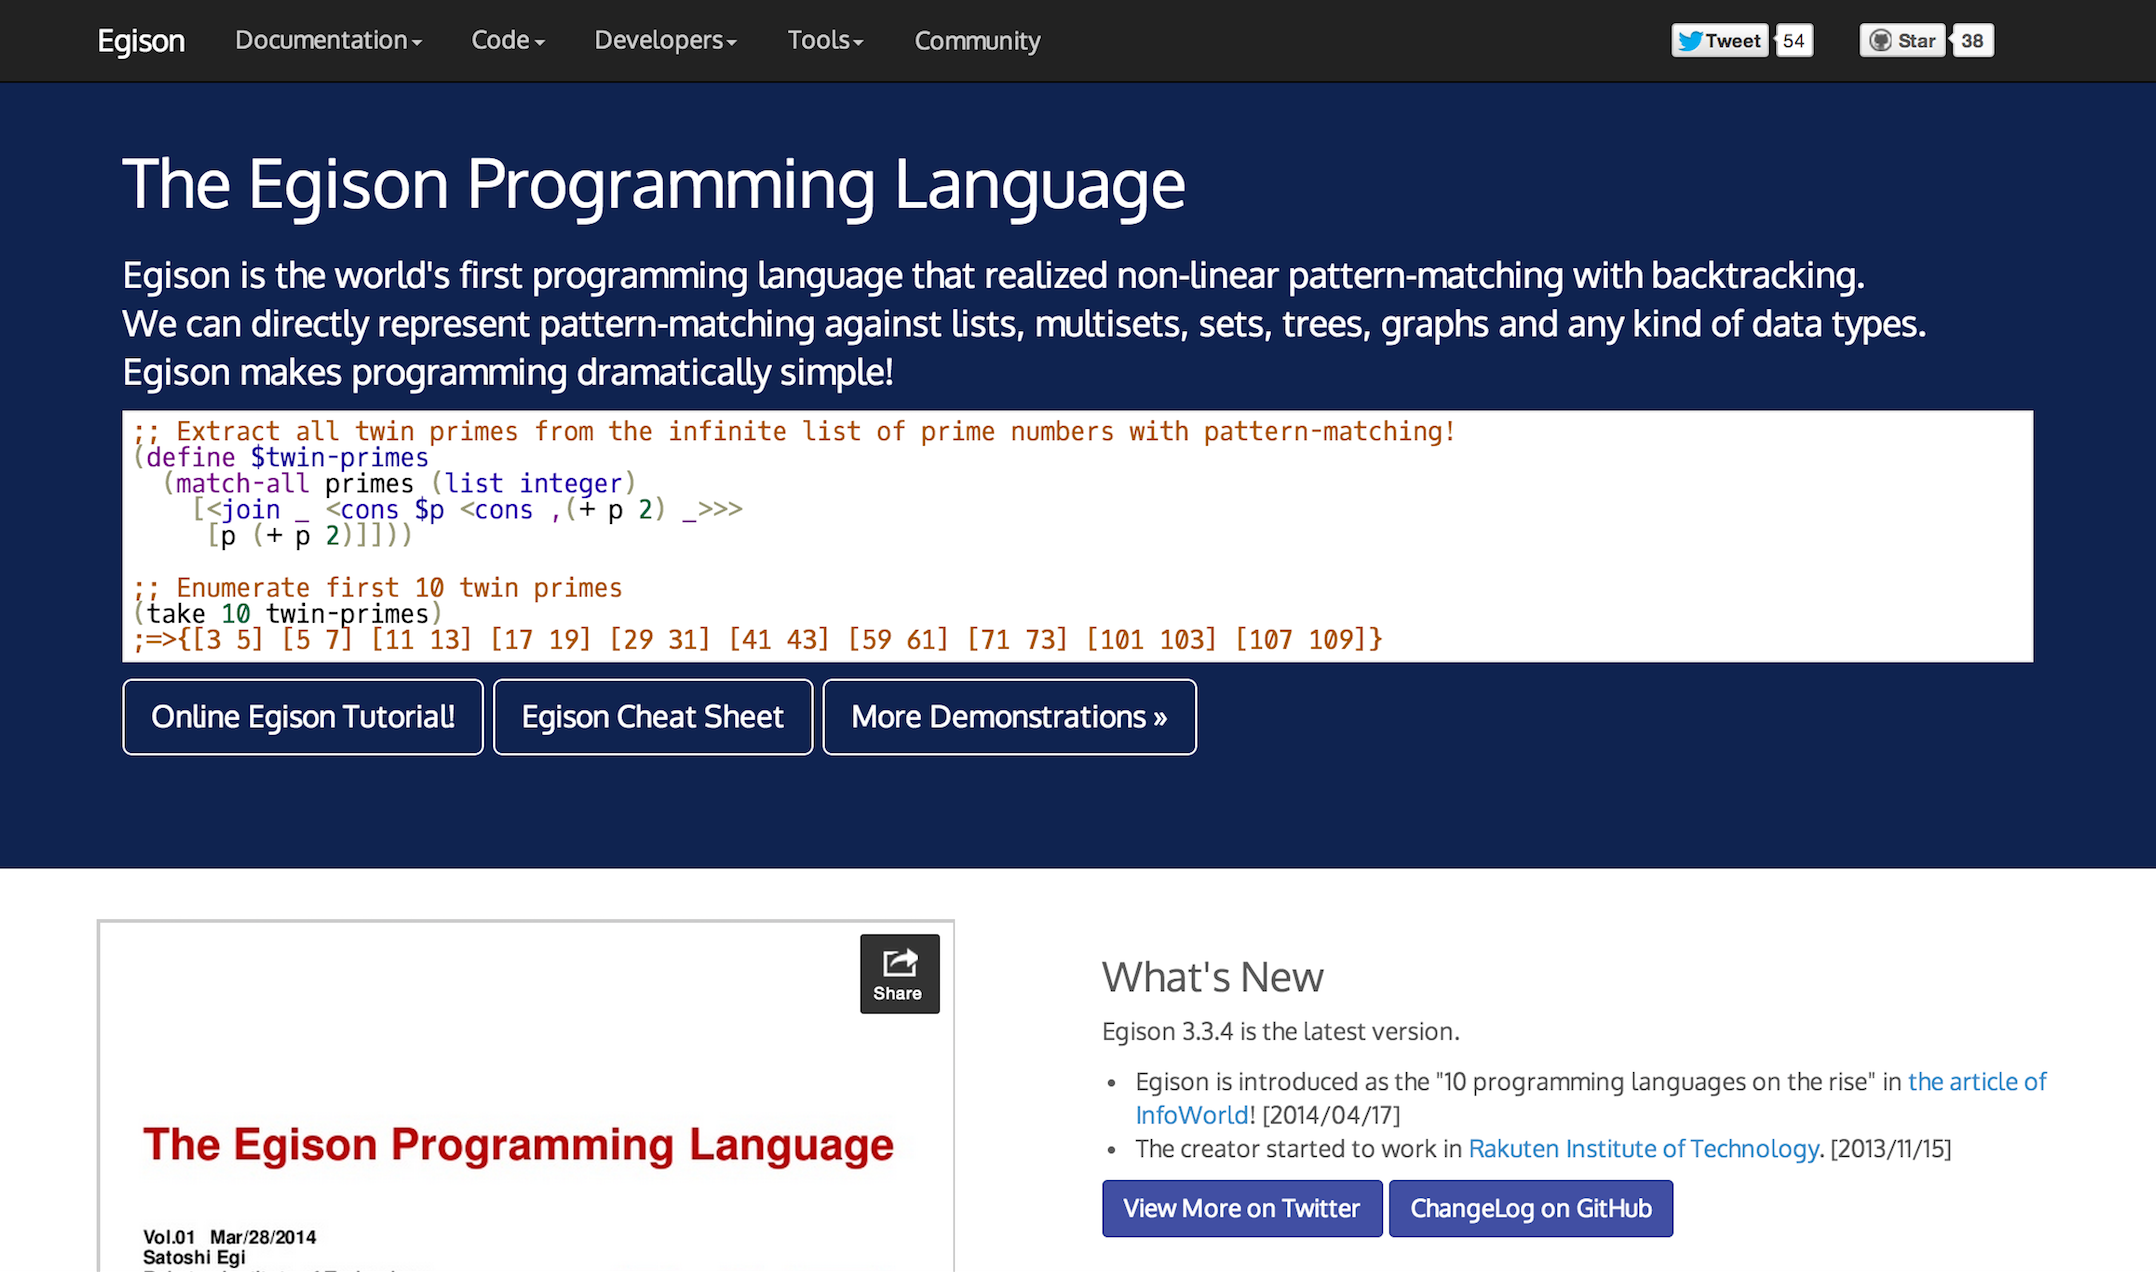 Egison Documentation Code Developers Tools Community Tweet 54 Star 38
The Egison Programming Language
Egison is the world's first programming language that realized non-linear pattern-matching with backtracking.
We can directly represent pattern-matching against lists, multisets, sets, trees, graphs and any kind of data types.
Egison makes programming dramatically simple!
;; Extract all twin primes from the infinite list of prime numbers with pattern-matching!
(define $twin-primes
  (match-all primes (list integer)
    [<join _ <cons $p <cons ,(+ p 2) _>>>
     [p (+ p 2)]]))
;; Enumerate first 10 twin primes
(take 10 twin-primes)
;=>{[3 5] [5 7] [11 13] [17 19] [29 31] [41 43] [59 61] [71 73] [101 103] [107 109]}
Online Egison Tutorial! Egison Cheat Sheet More Demonstrations »
Share
The Egison Programming Language
Vol.01 Mar/28/2014
Satoshi Egi
What's New
Egison 3.3.4 is the latest version.
• Egison is introduced as the "10 programming languages on the rise" in the article of
InfoWorld! [2014/04/17]
• The creator started to work in Rakuten Institute of Technology. [2013/11/15]
View More on Twitter ChangeLog on GitHub